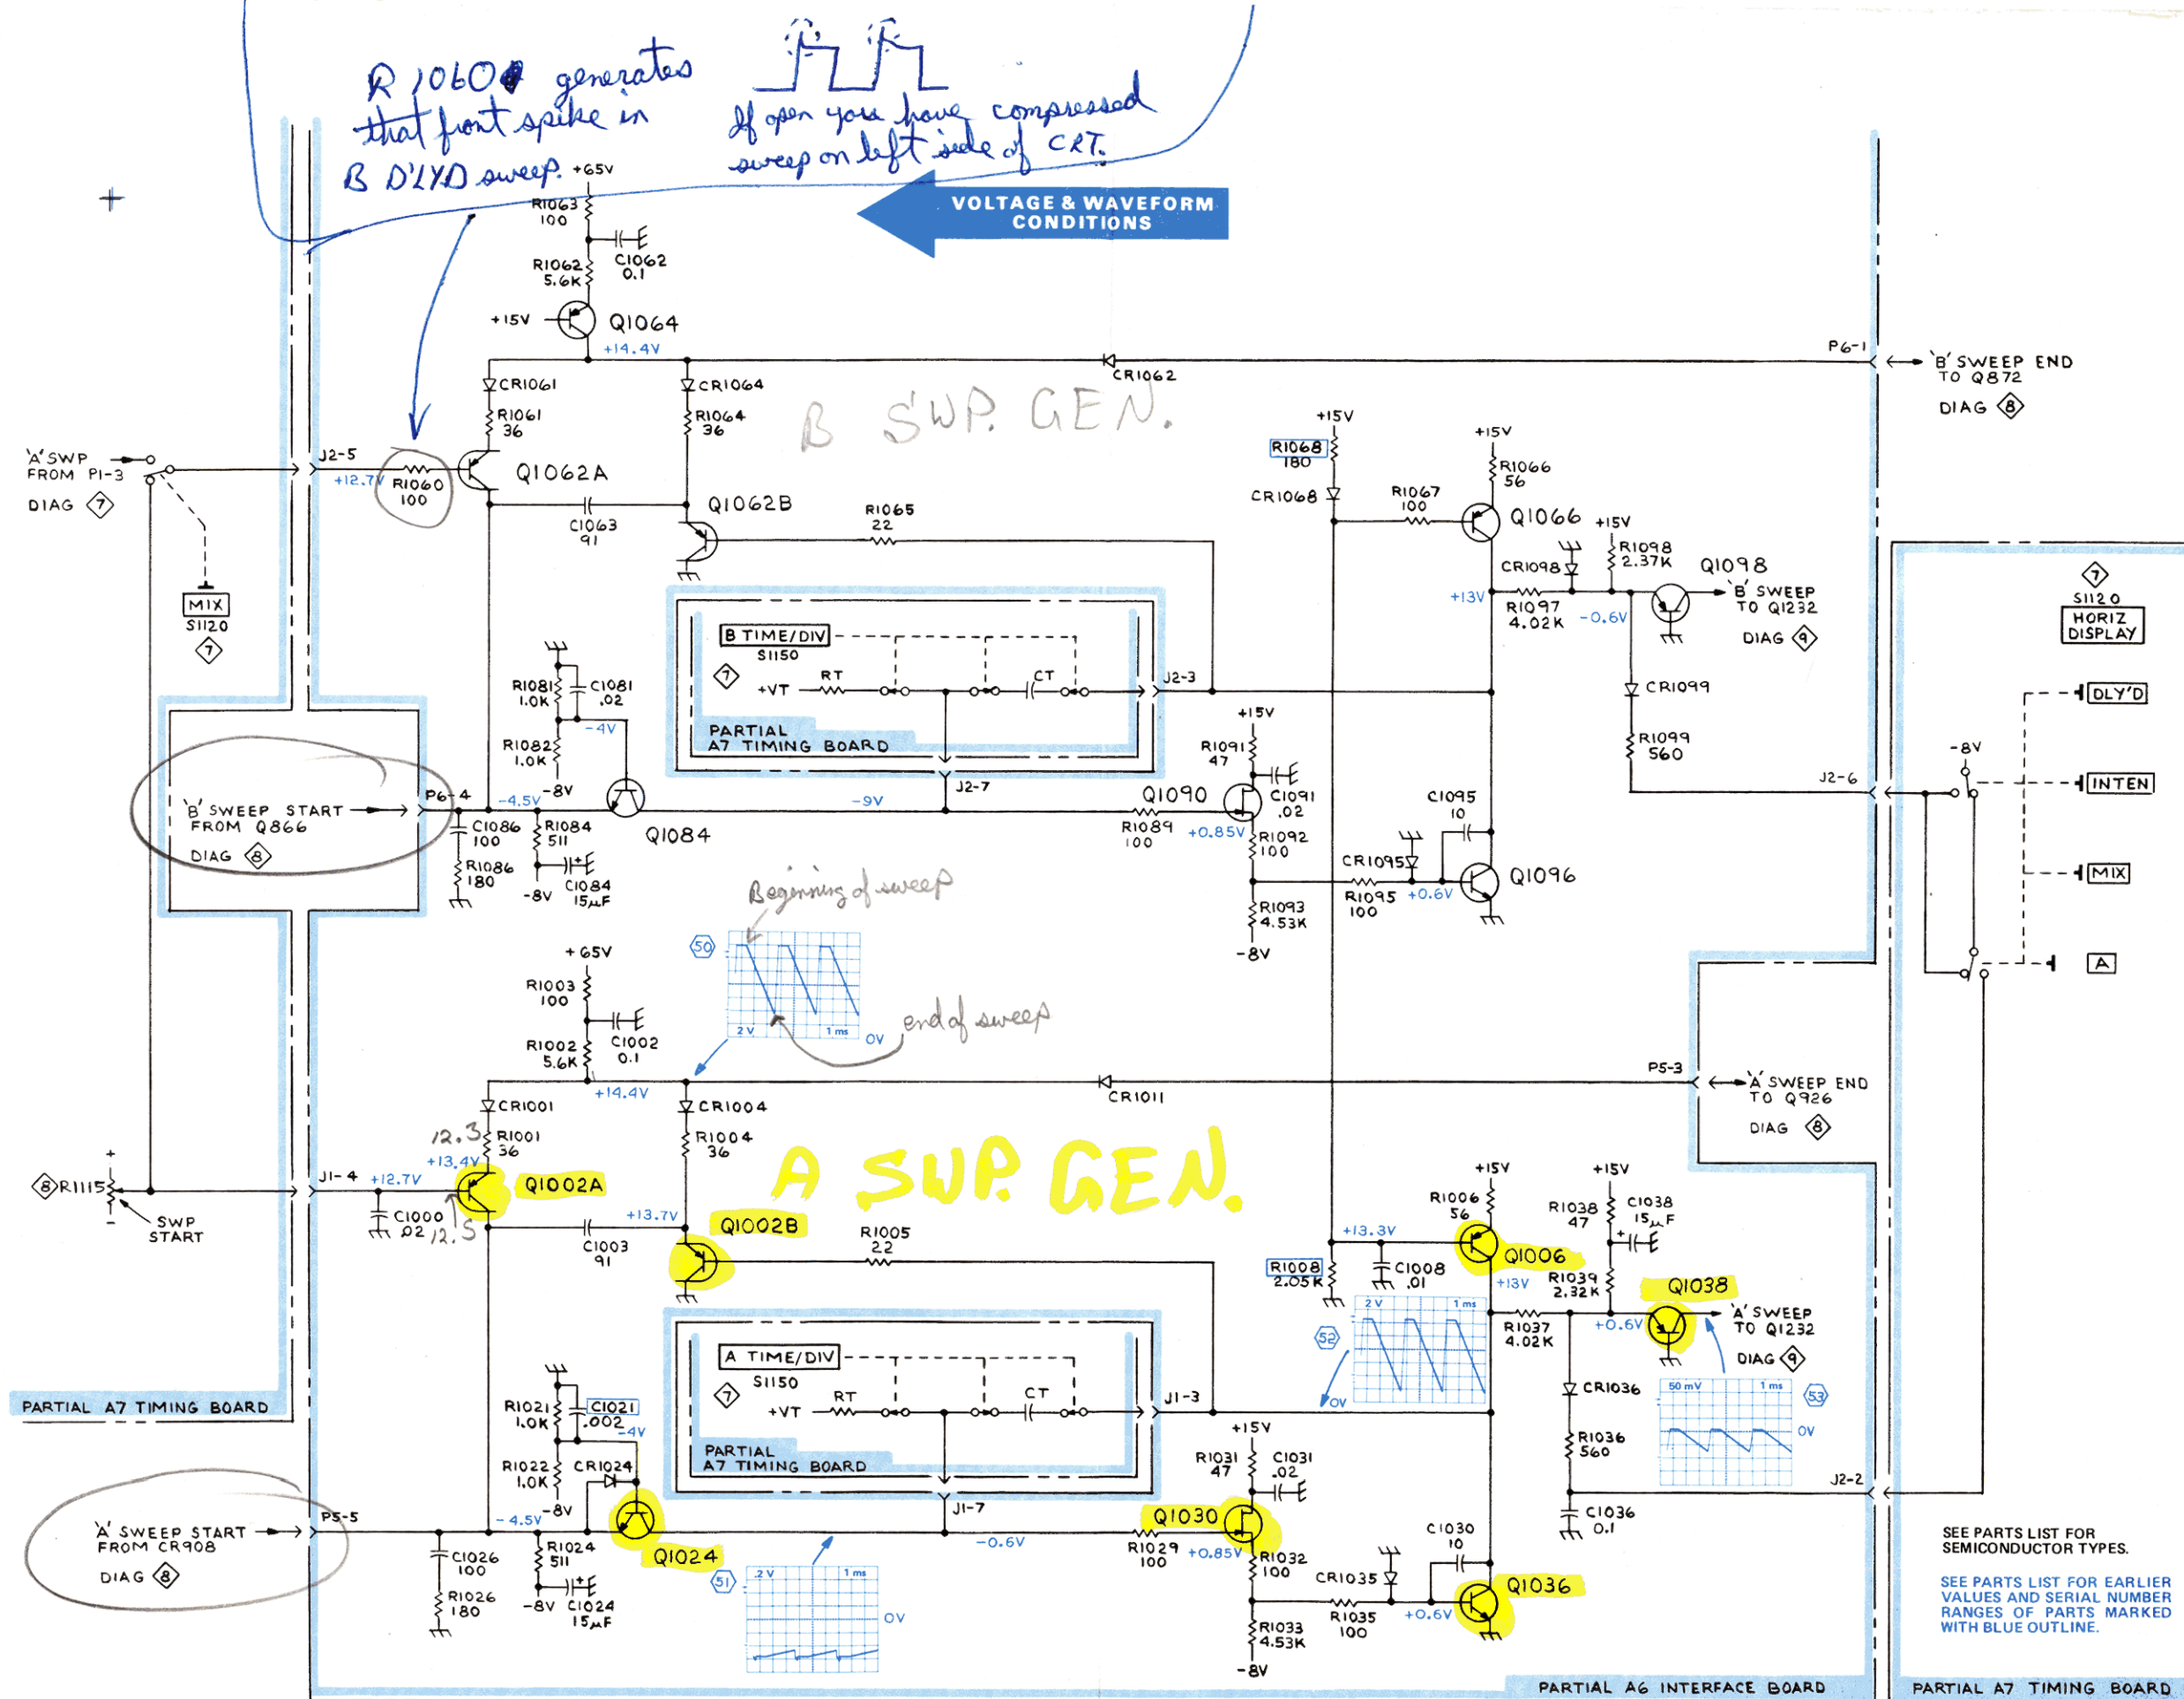 R 1060 generates
that front spike in
B D'LY'D sweep.
If open you have compressed
sweep on left side of CRT.
VOLTAGE & WAVEFORM
CONDITIONS
+65V
R1063
100
C1062
0.1
R1062
5.6K
+15V
Q1064
+14.4V
CR1062
P6-1
'B' SWEEP END
TO Q872
DIAG 8
CR1061
CR1064
R1061
36
R1064
36
B SWP. GEN.
'A' SWP
FROM P1-3
DIAG 7
J2-5
+12.7V
R1060
100
Q1062A
C1063
91
Q1062B
R1065
22
MIX
S1120
7
+15V
R1068
180
CR1068
R1067
100
+15V
R1066
56
Q1066
+15V
CR1098
R1098
2.37K
Q1098
'B' SWEEP
TO Q1232
DIAG 9
+13V
R1097
4.02K
-0.6V
7
S1120
HORIZ
DISPLAY
B TIME/DIV
S1150
7
RT
CT
+VT
J2-3
PARTIAL
A7 TIMING BOARD
J2-7
R1081
1.0K
C1081
.02
-4V
R1082
1.0K
-8V
CR1099
R1099
560
J2-6
-8V
DLY'D
INTEN
MIX
A
'B' SWEEP START
FROM Q866
DIAG 8
P6-4
-4.5V
C1086
100
R1084
511
R1086
180
-8V
C1084
15µF
Q1084
-9V
+15V
R1091
47
Q1090
C1091
.02
R1089
100
+0.85V
R1092
100
C1095
10
CR1095
R1095
100
+0.6V
Q1096
R1093
4.53K
-8V
Beginning of sweep
50
2 V
1 ms
0V
end of sweep
+65V
R1003
100
R1002
5.6K
C1002
0.1
+14.4V
CR1011
P5-3
'A' SWEEP END
TO Q926
DIAG 8
CR1001
CR1004
12.3
R1001
36
R1004
36
+13.4V
A SWP. GEN.
8 R1115
+
-
SWP
START
J1-4
+12.7V
C1000
.02
12.5
Q1002A
C1003
91
+13.7V
Q1002B
R1005
22
+15V
R1006
56
+13.3V
R1008
2.05K
C1008
.01
Q1006
+13V
+15V
R1038
47
C1038
15µF
+
R1039
2.32K
Q1038
R1037
4.02K
+0.6V
'A' SWEEP
TO Q1232
DIAG 9
52
2 V
1 ms
0V
CR1036
50 mV
1 ms
53
0V
R1036
560
J2-2
C1036
0.1
A TIME/DIV
S1150
7
RT
CT
+VT
J1-3
PARTIAL
A7 TIMING BOARD
J1-7
PARTIAL A7 TIMING BOARD
R1021
1.0K
C1021
.002
-4V
R1022
1.0K
CR1024
-8V
'A' SWEEP START
FROM CR908
DIAG 8
P5-5
-4.5V
C1026
100
R1026
180
R1024
511
-8V
C1024
15µF
Q1024
51
.2 V
1 ms
0V
-0.6V
+15V
R1031
47
C1031
.02
Q1030
R1029
100
+0.85V
R1032
100
C1030
10
CR1035
R1035
100
+0.6V
Q1036
R1033
4.53K
-8V
SEE PARTS LIST FOR
SEMICONDUCTOR TYPES.
SEE PARTS LIST FOR EARLIER
VALUES AND SERIAL NUMBER
RANGES OF PARTS MARKED
WITH BLUE OUTLINE.
PARTIAL A6 INTERFACE BOARD
PARTIAL A7 TIMING BOARD